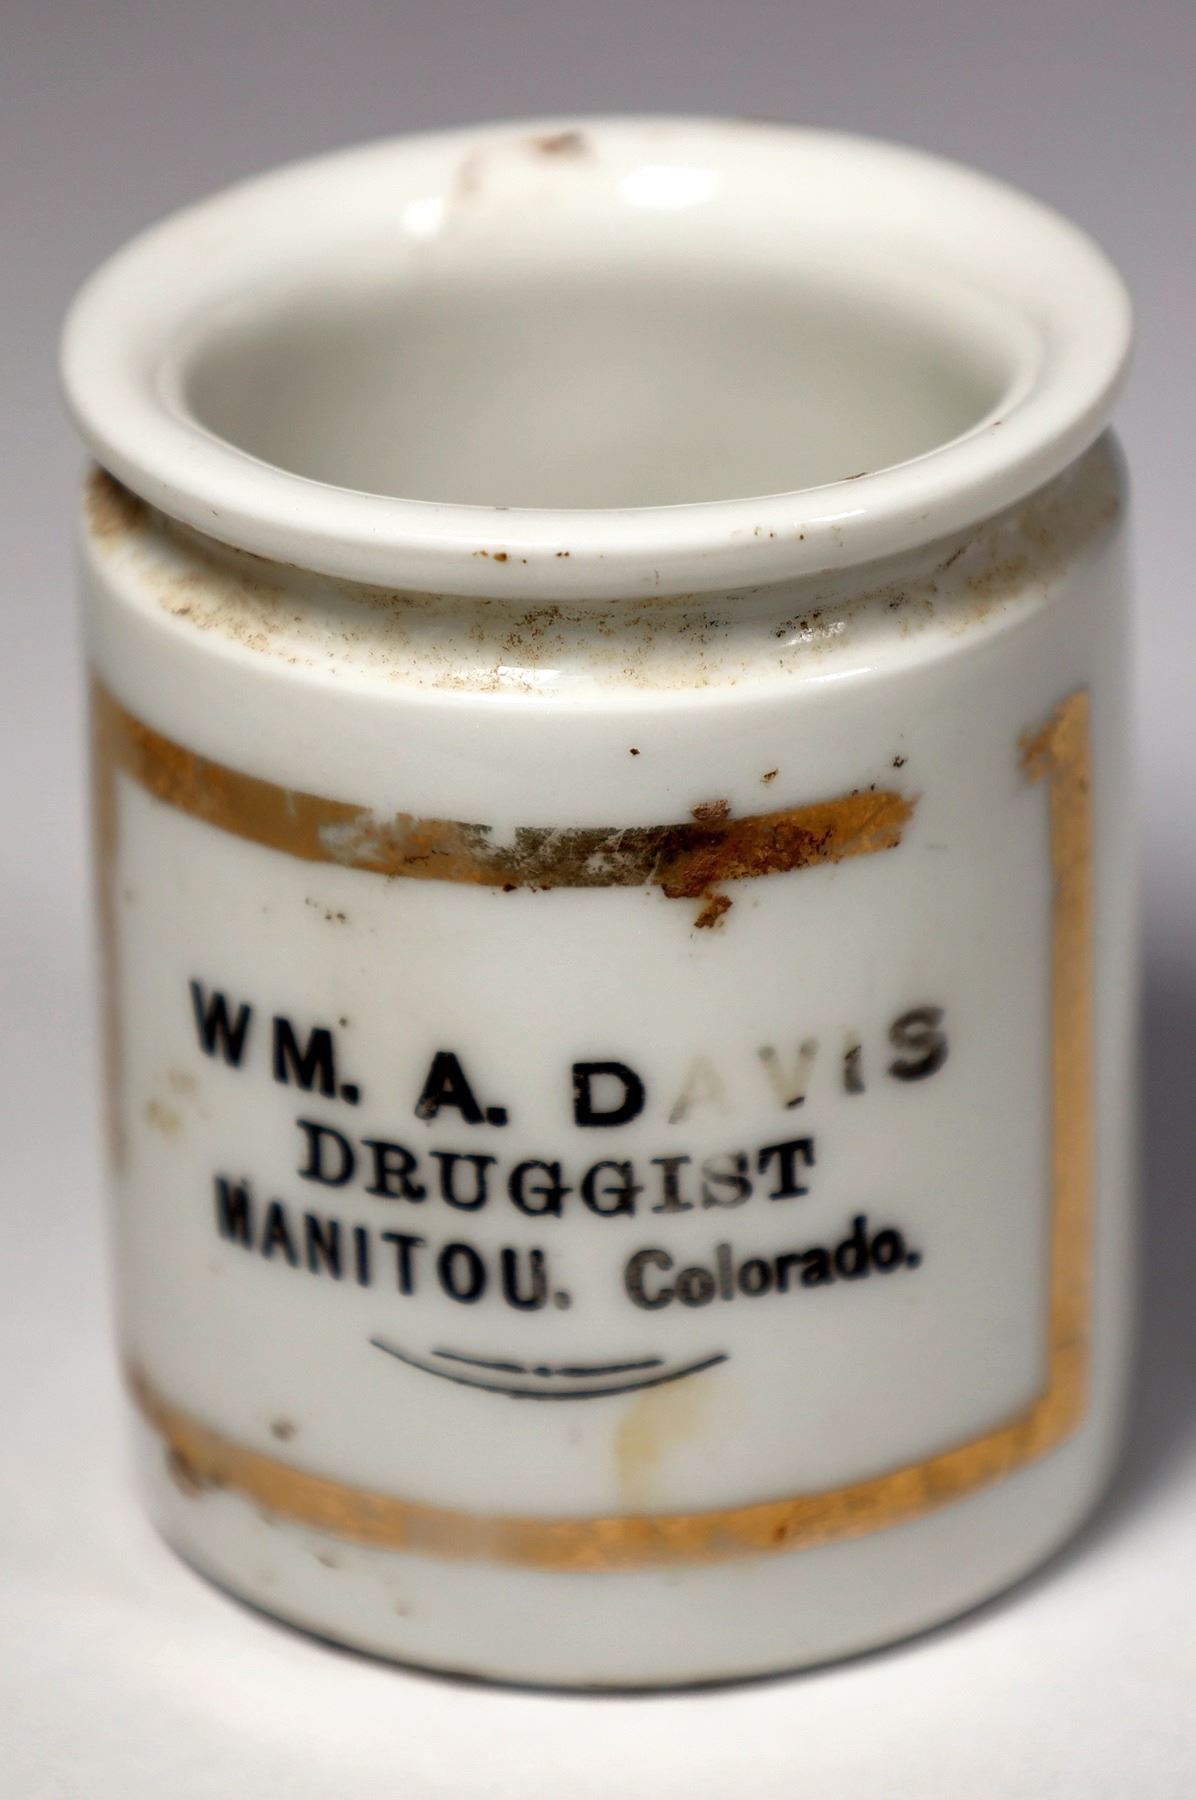 WM. A. DAVIS
DRUGGIST
MANITOU. Colorado.